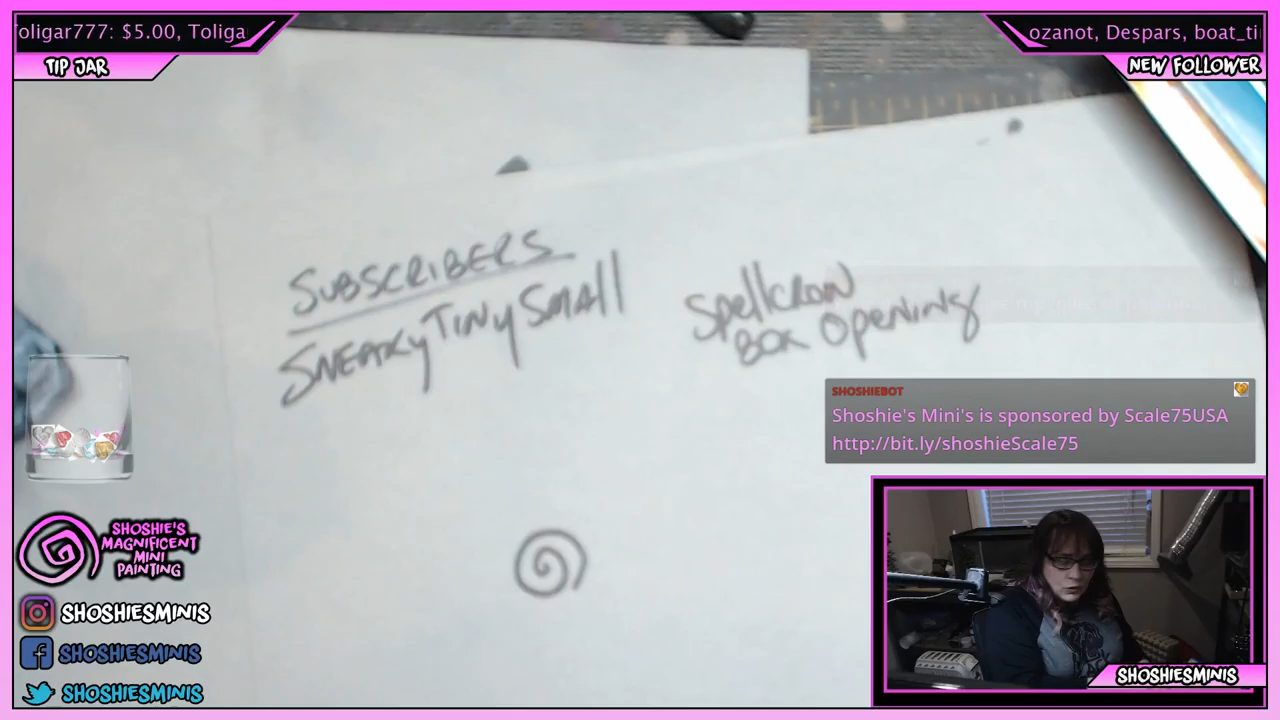 oligar777: $5.00, Toliga
TIP JAR
ozanot, Despars, boat_ti
NEW FOLLOWER
SUBSCRIBERS
SNEAKyTINySMAll
Spellcrow
BOX OpENING
SHOSHIEBOT
Shoshie's Mini's is sponsored by Scale75USA
http://bit.ly/shoshieScale75
SHOSHIE'S
MAGNIFICENT
MINI
PAINTING
SHOSHIESMINIS
SHOSHIESMINIS
SHOSHIESMINIS
SHOSHIESMINIS